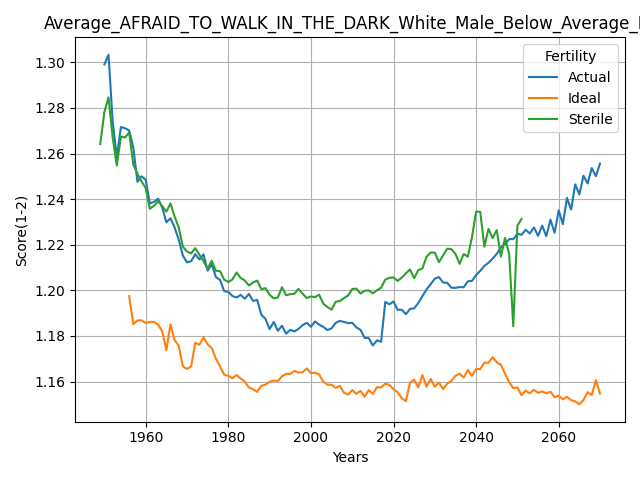 Average_AFRAID_TO_WALK_IN_THE_DARK_White_Male_Below_Average_
Fertility
Actual
Ideal
Sterile
1.30
1.28
1.26
1.24
1.22
1.20
1.18
1.16
Score(1-2)
1960
1980
2000
2020
2040
2060
Years